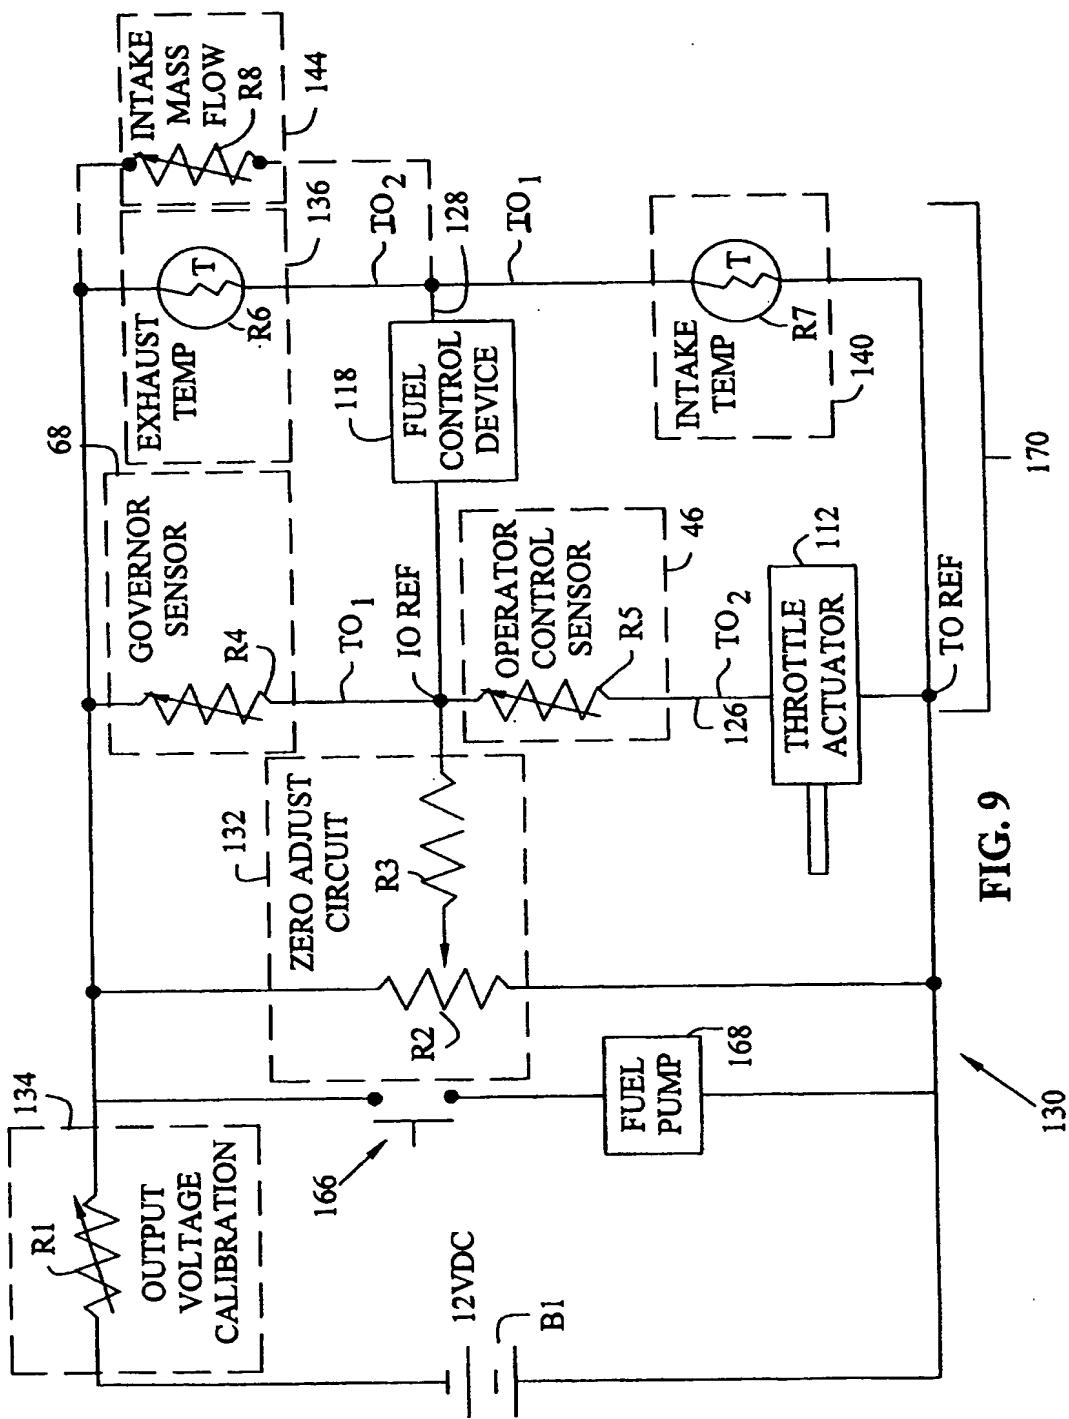 134
R1
OUTPUT
VOLTAGE
CALIBRATION
12VDC
B1
166
FUEL
PUMP
168
132
ZERO ADJUST
CIRCUIT
R2
R3
68
GOVERNOR
SENSOR
R4
TO1
IO REF
OPERATOR
CONTROL
SENSOR
R5
46
126
TO2
THROTTLE
ACTUATOR
112
TO REF
EXHAUST
TEMP
R6
T
136
118
FUEL
CONTROL
DEVICE
TO2
128
TO1
INTAKE
TEMP
T
R7
140
INTAKE
MASS
FLOW
R8
144
170
130
FIG. 9